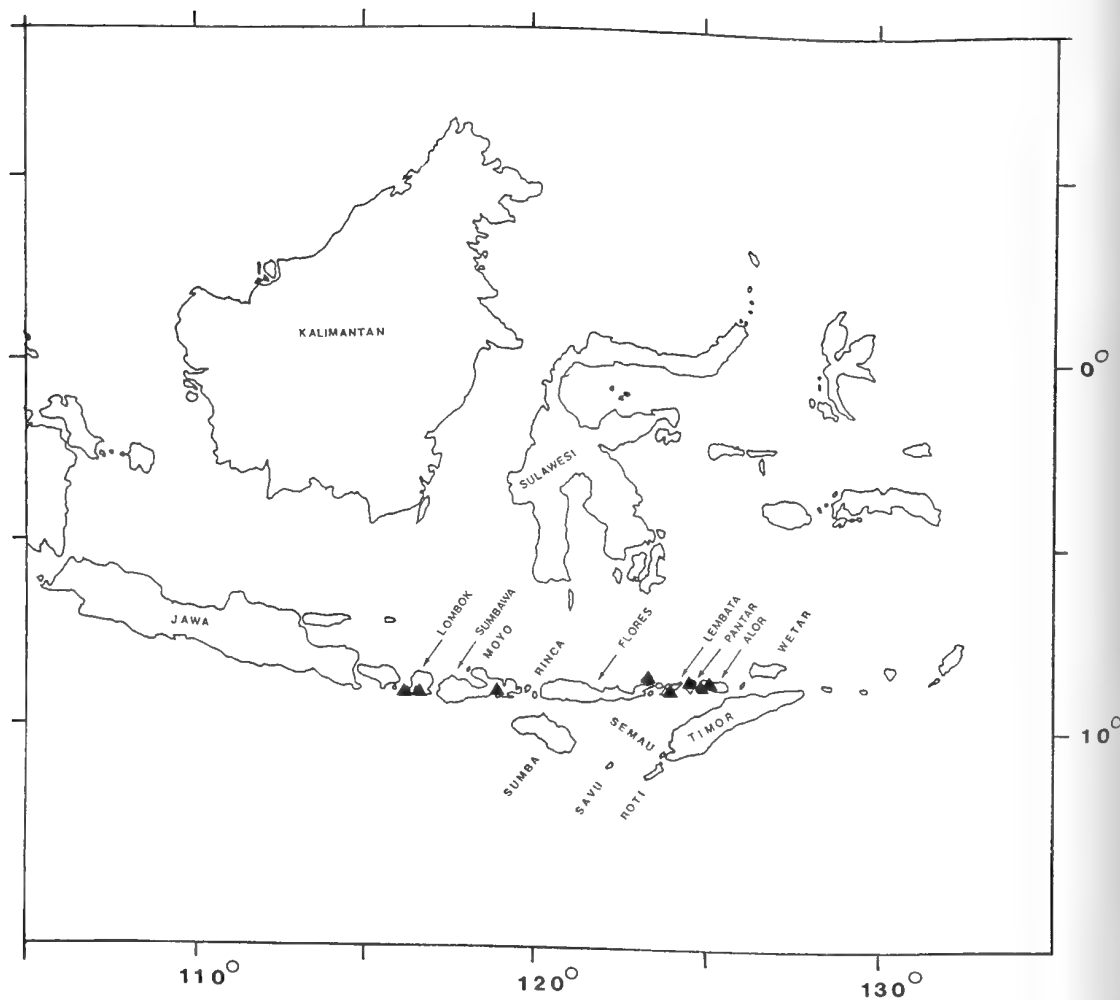 KALIMANTAN
0°
SULAWESI
JAWA
LOMBOK
SUMBAWA
MOYO
RINCA
FLORES
LEMBATA
PANTAR
ALOR
WETAR
SEMAU
TIMOR
10°
SUMBA
SAVU
ROTI
110°
120°
130°